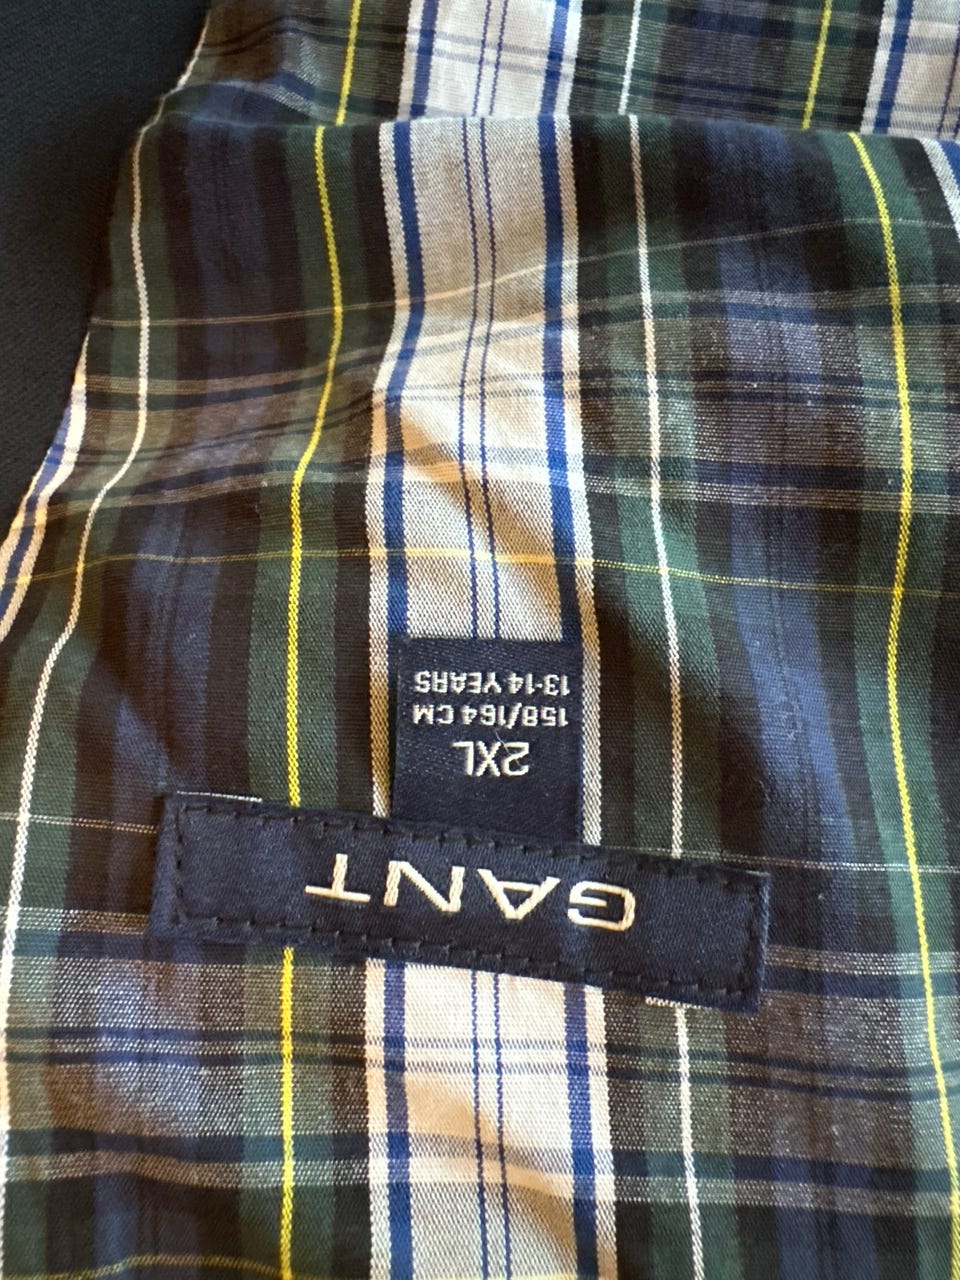 GANT
2XL
158/164 CM
13-14 YEARS